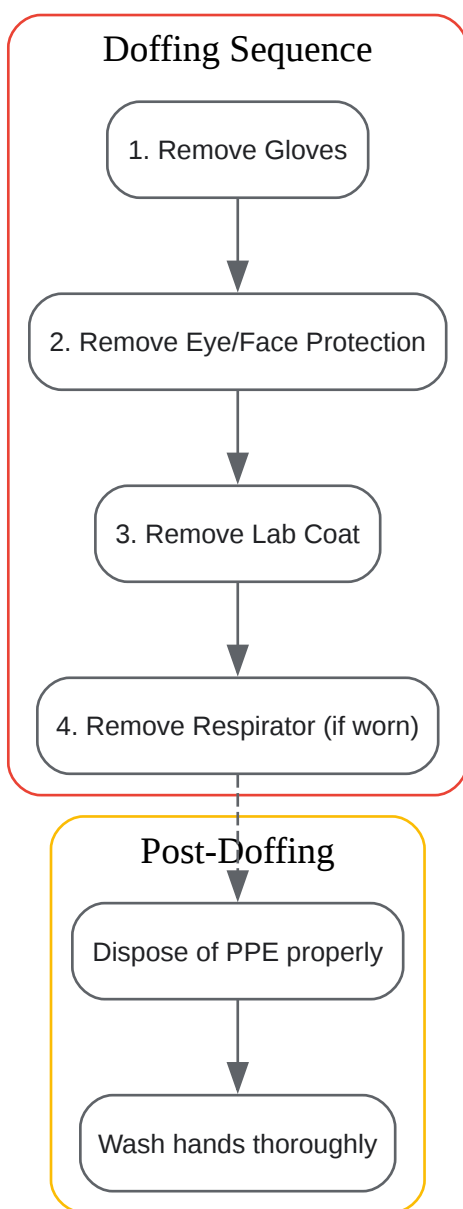 Doffing Sequence
1. Remove Gloves
2. Remove Eye/Face Protection
3. Remove Lab Coat
4. Remove Respirator (if worn)
Post-Doffing
Dispose of PPE properly
Wash hands thoroughly